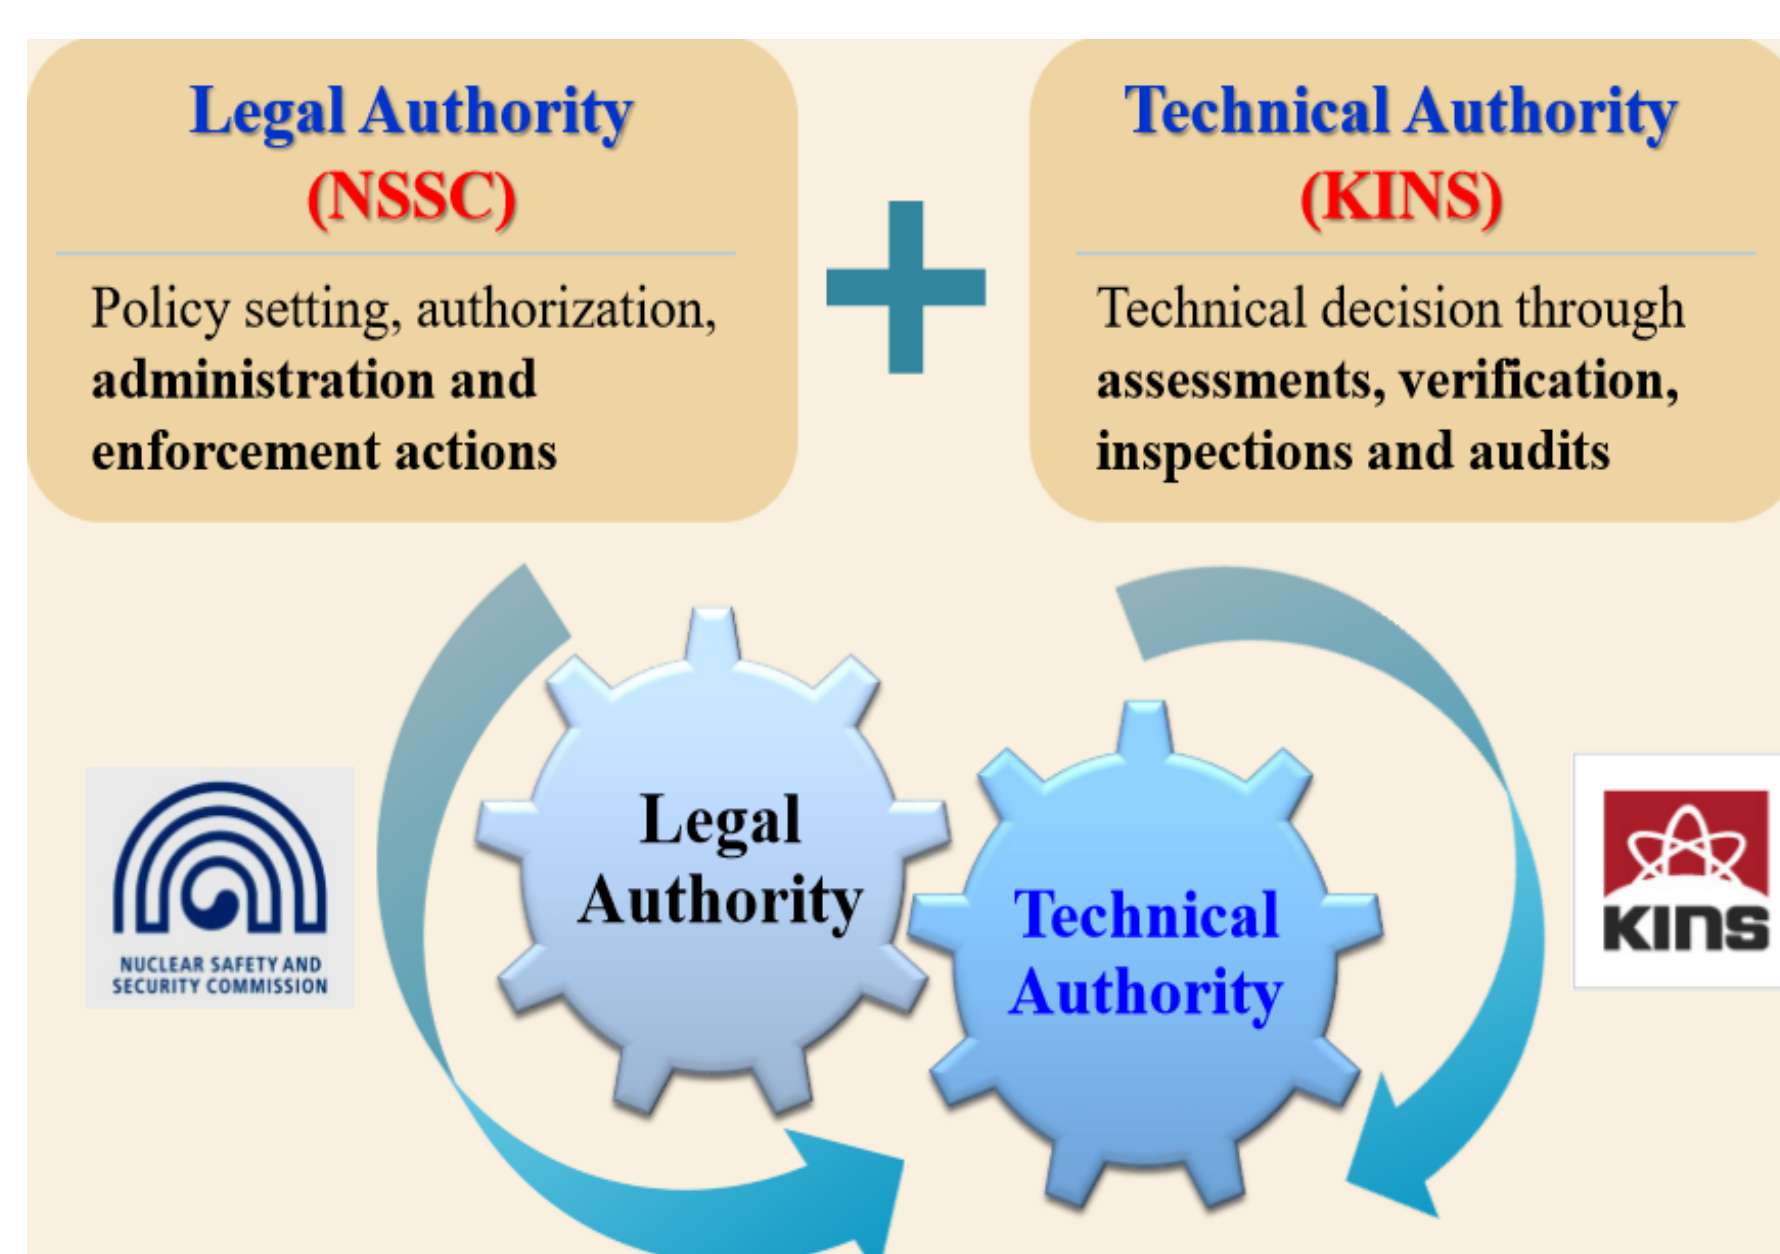 Legal Authority
(NSSC)
Policy setting, authorization,
administration and
enforcement actions
Technical Authority
(KINS)
Technical decision through
assessments, verification,
inspections and audits
Legal
Authority
Technical
Authority
NUCLEAR SAFETY AND
SECURITY COMMISSION
KINS